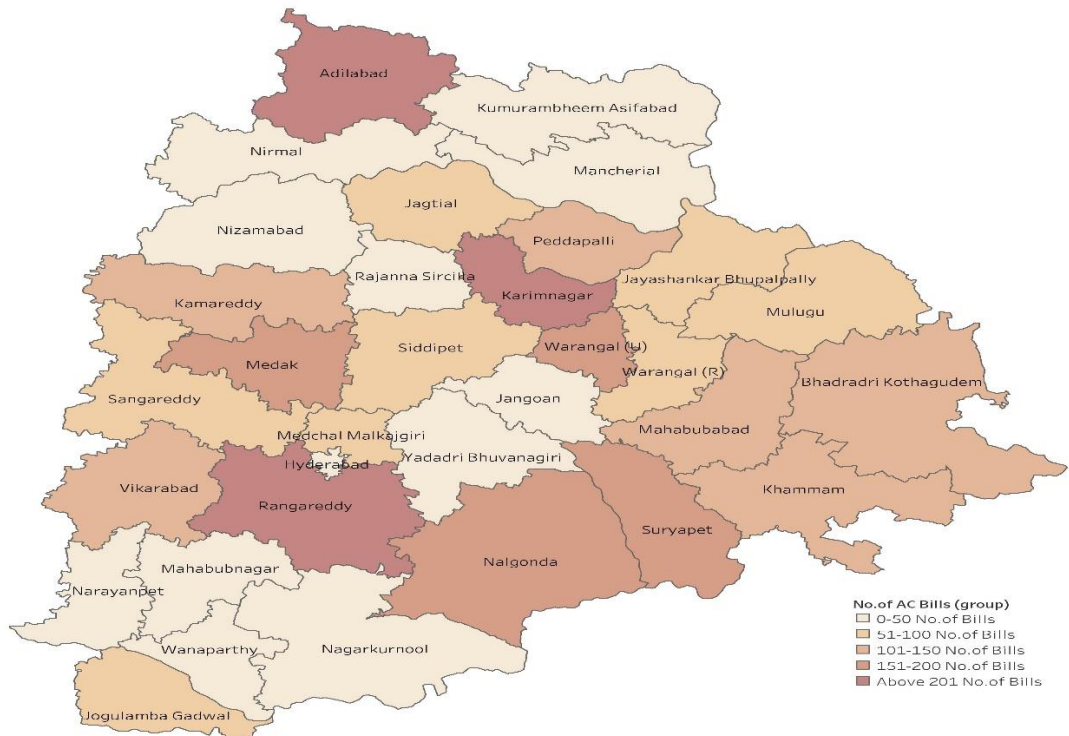 Adilabad
Kumurambheem Asifabad
Nirmal
Mancherial
Jagtial
Nizamabad
Peddapalli
Rajanna Sircilla
Jayashankar Bhupalpally
Karimnagar
Kamareddy
Mulugu
Siddipet
Warangal (U)
Medak
Warangal (R)
Bhadradri Kothagudem
Jangoan
Sangareddy
Mahabubabad
Medchal Malkajgiri
Yadadri Bhuvanagiri
Hyderabad
Vikarabad
Khammam
Rangareddy
Suryapet
Nalgonda
Mahabubnagar
Narayanpet
Wanaparthy
Nagarkurnool
Jogulamba Gadwal
No.of AC Bills (group)
0-50 No.of Bills
51-100 No.of Bills
101-150 No.of Bills
151-200 No.of Bills
Above 201 No.of Bills